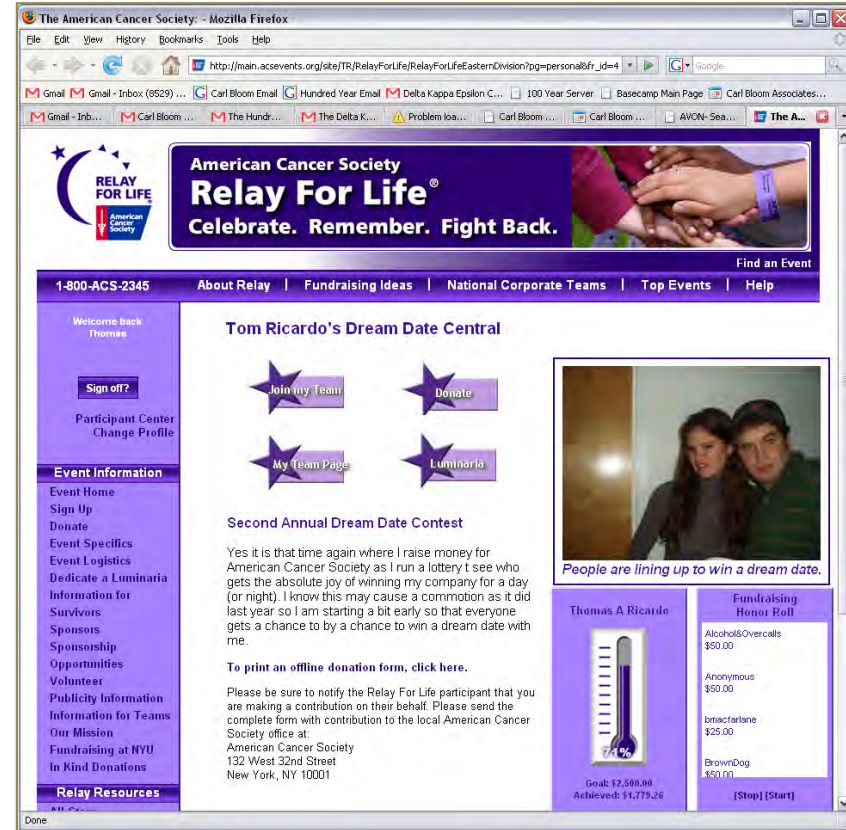 The American Cancer Society: - Mozilla Firefox
File Edit View History Bookmarks Tools Help
http://main.acsevents.org/site/TR/RelayForLife/RelayForLifeEasternDivision?pg=personal&fr_id=4
Google
Gmail Gmail - Inbox (8529) ... Carl Bloom Email Hundred Year Email Delta Kappa Epsilon C... 100 Year Server Basecamp Main Page Carl Bloom Associates...
Gmail - Inb... Carl Bloom ... The Hundr... The Delta K... Problem loa... Carl Bloom ... Carl Bloom ... AVON- Sea... The A...
RELAY
FOR LIFE
American
Cancer
Society
American Cancer Society
Relay For Life®
Celebrate. Remember. Fight Back.
Find an Event
1-800-ACS-2345 About Relay | Fundraising Ideas | National Corporate Teams | Top Events | Help
Welcome back
Thomas
Sign off?
Participant Center
Change Profile
Event Information
Event Home
Sign Up
Donate
Event Specifics
Event Logistics
Dedicate a Luminaria
Information for
Survivors
Sponsors
Sponsorship
Opportunities
Volunteer
Publicity Information
Information for Teams
Our Mission
Fundraising at NYU
In Kind Donations
Relay Resources
Tom Ricardo's Dream Date Central
Join my Team
Donate
My Team Page
Luminaria
Second Annual Dream Date Contest
Yes it is that time again where I raise money for
American Cancer Society as I run a lottery t see who
gets the absolute joy of winning my company for a day
(or night). I know this may cause a commotion as it did
last year so I am starting a bit early so that everyone
gets a chance to by a chance to win a dream date with
me.
To print an offline donation form, click here.
Please be sure to notify the Relay For Life participant that you
are making a contribution on their behalf. Please send the
complete form with contribution to the local American Cancer
Society office at:
American Cancer Society
132 West 32nd Street
New York, NY 10001
People are lining up to win a dream date.
Thomas A Ricardo
71%
Goal: $2,500.00
Achieved: $1,779.26
Fundraising
Honor Roll
Alcohol&Overcalls
$50.00
Anonymous
$50.00
bmacfarlane
$25.00
BrownDog
$50.00
[Stop] [Start]
Done